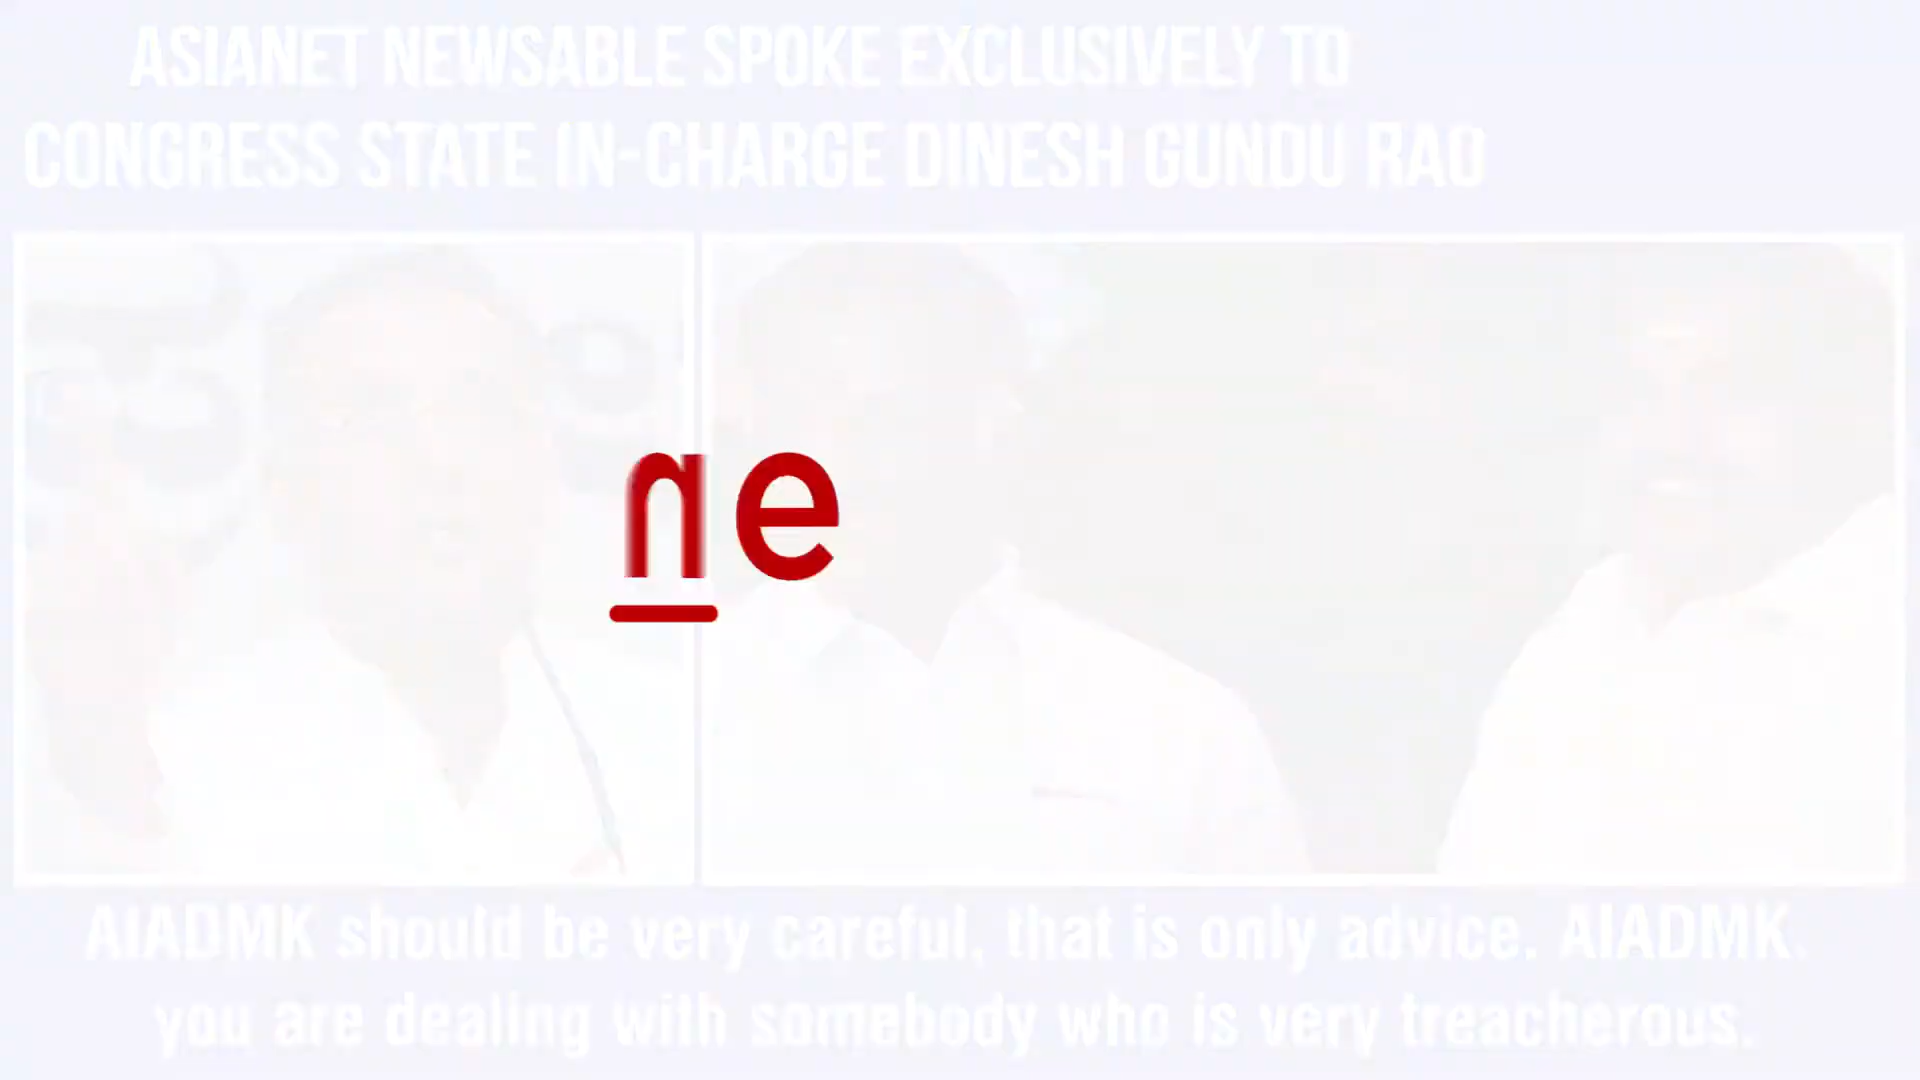 ASIANET NEWSABLE SPOKE EXCLUSIVELY TO
CONGRESS STATE IN-CHARGE DINESH GUNDU RAO
ne
AIADMK should be very careful, that is only advice. AIADMK,
you are dealing with somebody who is very treacherous.